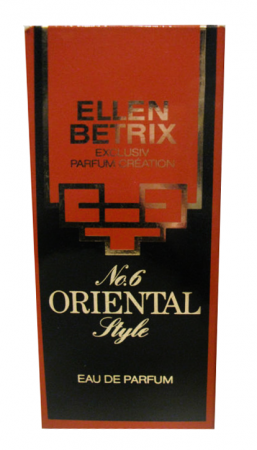 ELLEN
BETRIX
EXCLUSIV
PARFUM CREATION
No.6
ORIENTAL
Style
EAU DE PARFUM